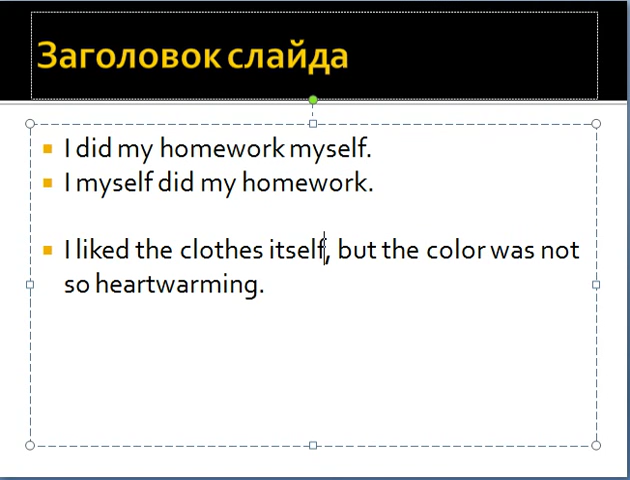 Заголовок слайда
I did my homework myself.
I myself did my homework.
I liked the clothes itself, but the color was not
so heartwarming.